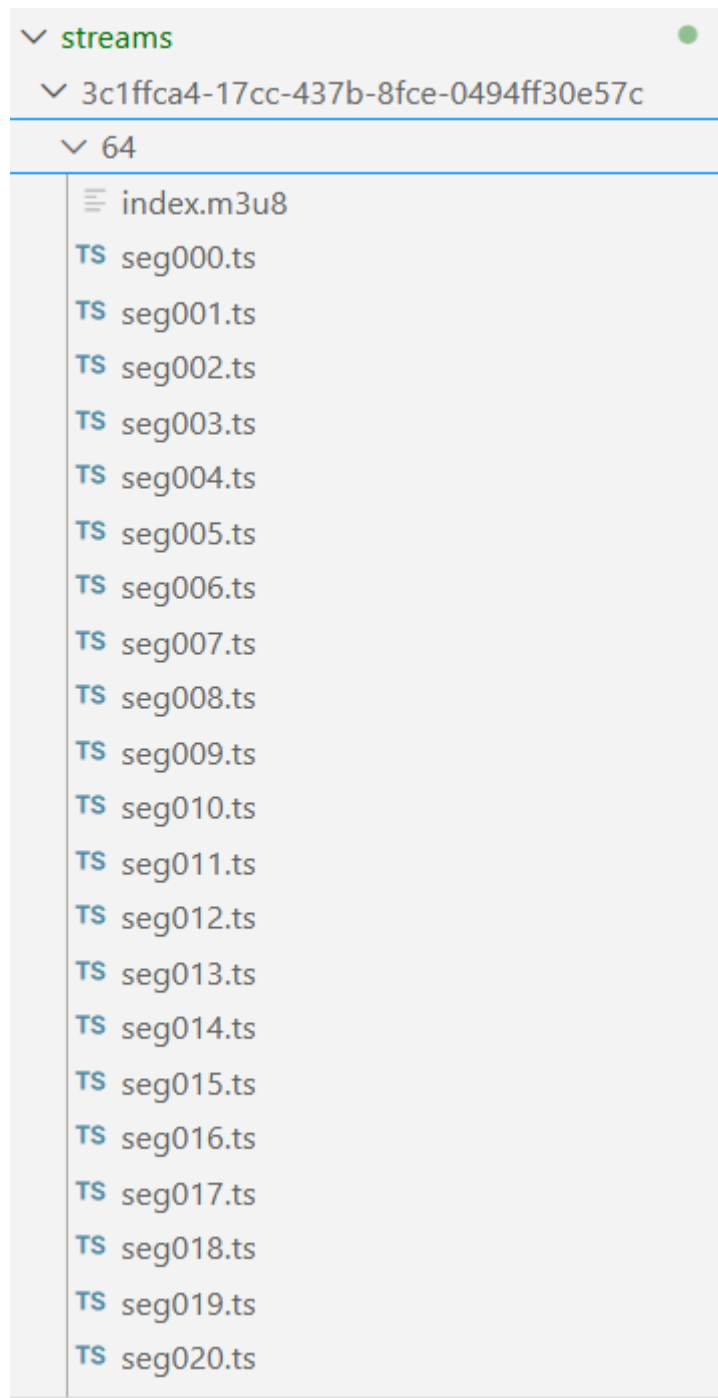 streams
3c1ffca4-17cc-437b-8fce-0494ff30e57c
64
index.m3u8
TS seg000.ts
TS seg001.ts
TS seg002.ts
TS seg003.ts
TS seg004.ts
TS seg005.ts
TS seg006.ts
TS seg007.ts
TS seg008.ts
TS seg009.ts
TS seg010.ts
TS seg011.ts
TS seg012.ts
TS seg013.ts
TS seg014.ts
TS seg015.ts
TS seg016.ts
TS seg017.ts
TS seg018.ts
TS seg019.ts
TS seg020.ts